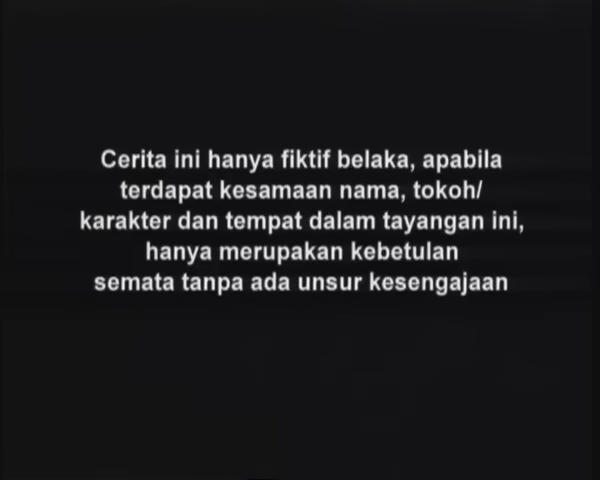 Cerita ini hanya fiktif belaka, apabila
terdapat kesamaan nama, tokoh/
karakter dan tempat dalam tayangan ini,
hanya merupakan kebetulan
semata tanpa ada unsur kesengajaan